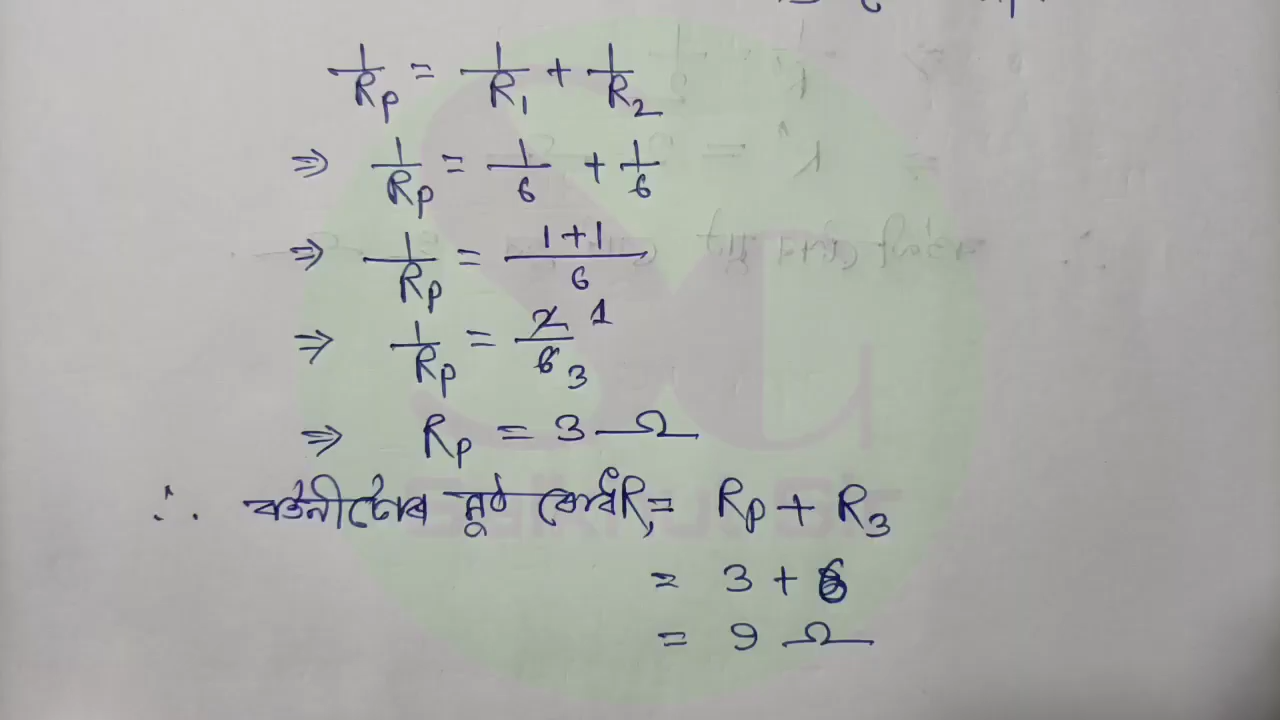 1/Rp = 1/R₁ + 1/R₂
⇒ 1/Rp = 1/6 + 1/6
⇒ 1/Rp = (1+1)/6
⇒ 1/Rp = 2/6 1/3
⇒ Rp = 3 Ω
∴ বৰ্তনীটোৰ মুঠ ৰোধ R, = Rp + R₃
= 3 + 6
= 9 Ω